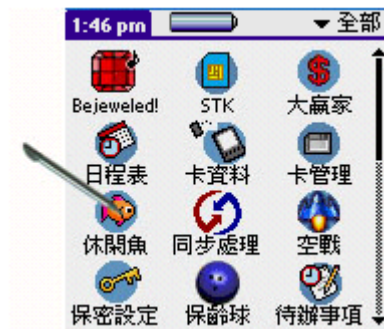 1:46 pm ▼ 全部
Bejeweled! STK 大贏家
日程表 卡資料 卡管理
休閒魚 同步處理 空戰
保密設定 保齡球 待辦事項